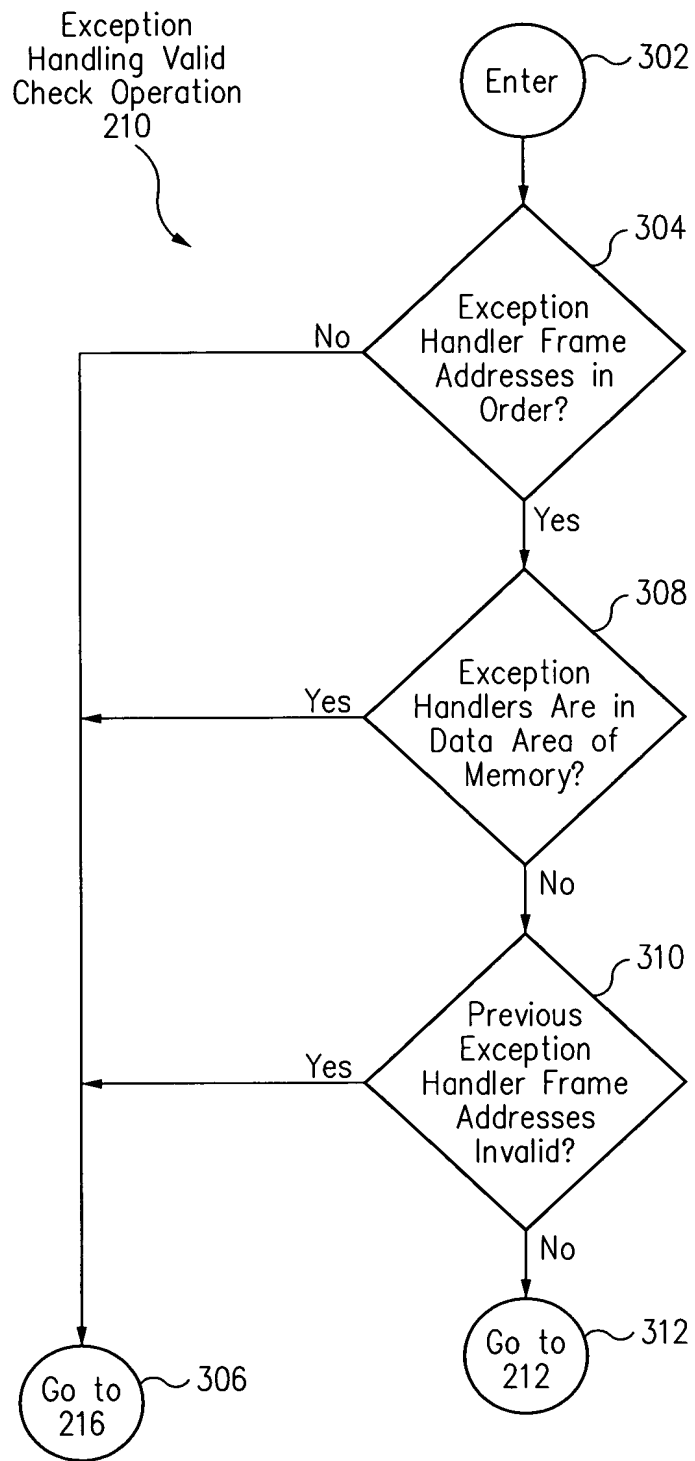 Exception
Handling Valid
Check Operation
210
Enter
302
304
Exception
Handler Frame
Addresses in
Order?
No
Yes
308
Exception
Handlers Are in
Data Area of
Memory?
Yes
No
310
Previous
Exception
Handler Frame
Addresses
Invalid?
Yes
No
Go to
212
312
Go to
216
306